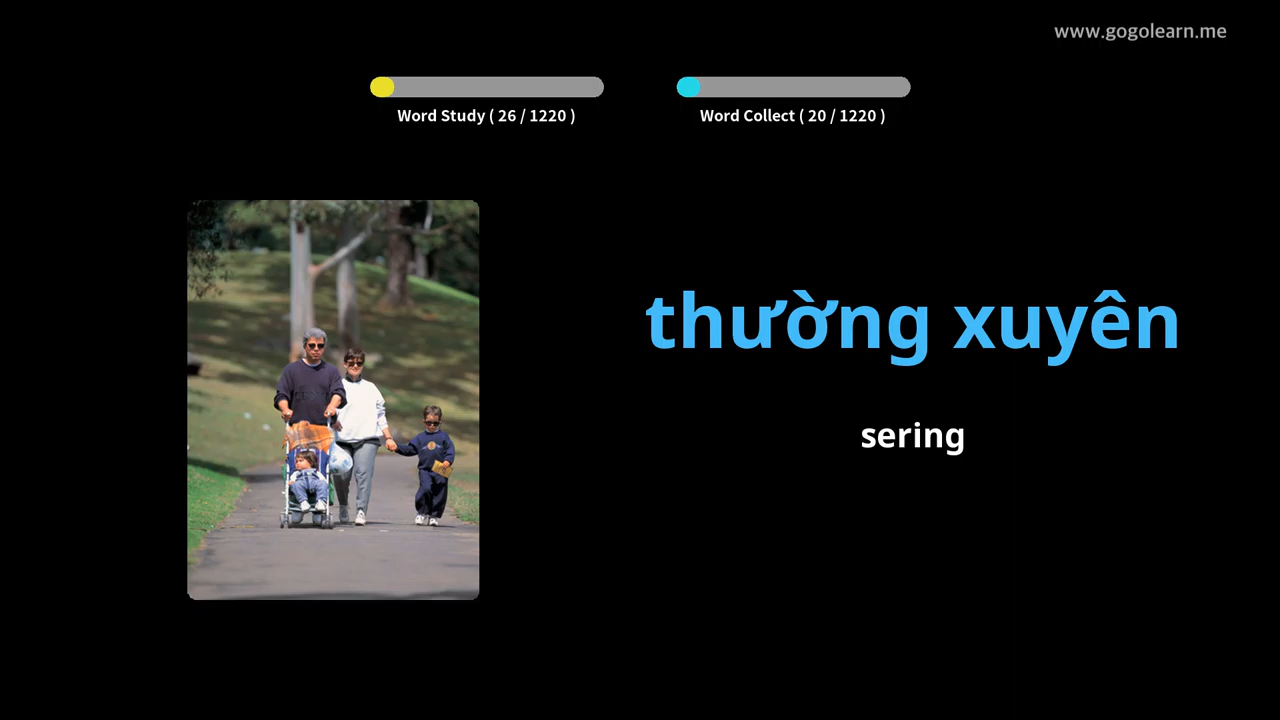 www.gogolearn.me
Word Study ( 26 / 1220 )
Word Collect ( 20 / 1220 )
thường xuyên
sering